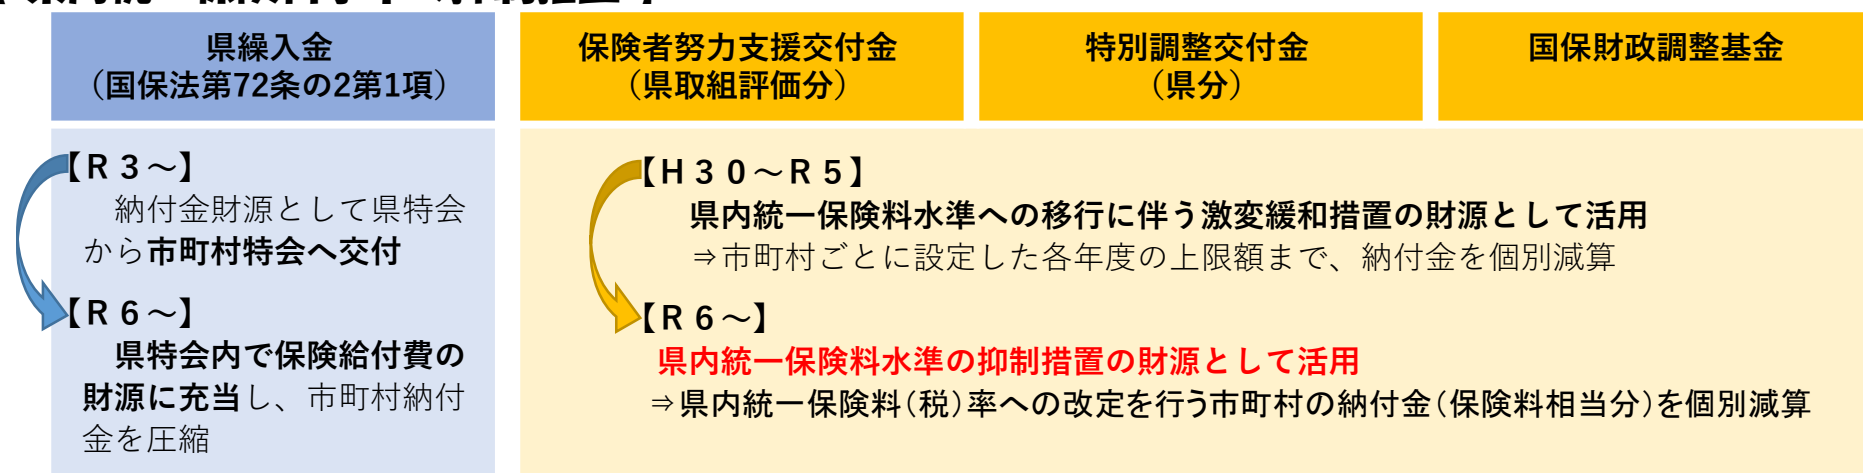 県繰入金
(国保法第72条の2第1項)
保険者努力支援交付金
(県取組評価分)
特別調整交付金
(県分)
国保財政調整基金
【Ｒ３～】
納付金財源として県特会
から市町村特会へ交付
【Ｒ６～】
県特会内で保険給付費の
財源に充当し、市町村納付
金を圧縮
【Ｈ３０～Ｒ５】
県内統一保険料水準への移行に伴う激変緩和措置の財源として活用
⇒市町村ごとに設定した各年度の上限額まで、納付金を個別減算
【Ｒ６～】
県内統一保険料水準の抑制措置の財源として活用
⇒県内統一保険料(税)率への改定を行う市町村の納付金(保険料相当分)を個別減算